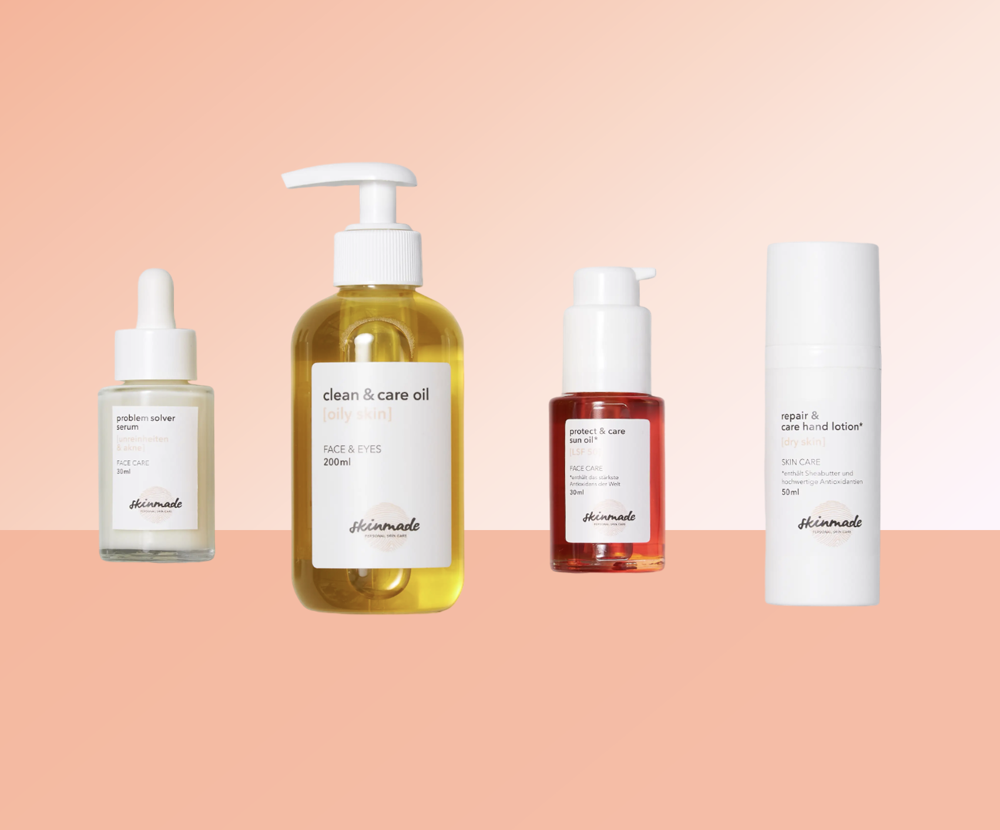 problem solver
serum
[unreinheiten
& akne]
FACE CARE
30ml
skinmade
PERSONAL SKIN CARE
clean & care oil
[oily skin]
FACE & EYES
200ml
skinmade
PERSONAL SKIN CARE
protect & care
sun oil*
[LSF 50]
FACE CARE
*enthält das stärkste
Antioxidans der Welt
30ml
skinmade
PERSONAL SKIN CARE
repair &
care hand lotion*
[dry skin]
SKIN CARE
*enthält Sheabutter und
hochwertige Antioxidantien
50ml
skinmade
PERSONAL SKIN CARE